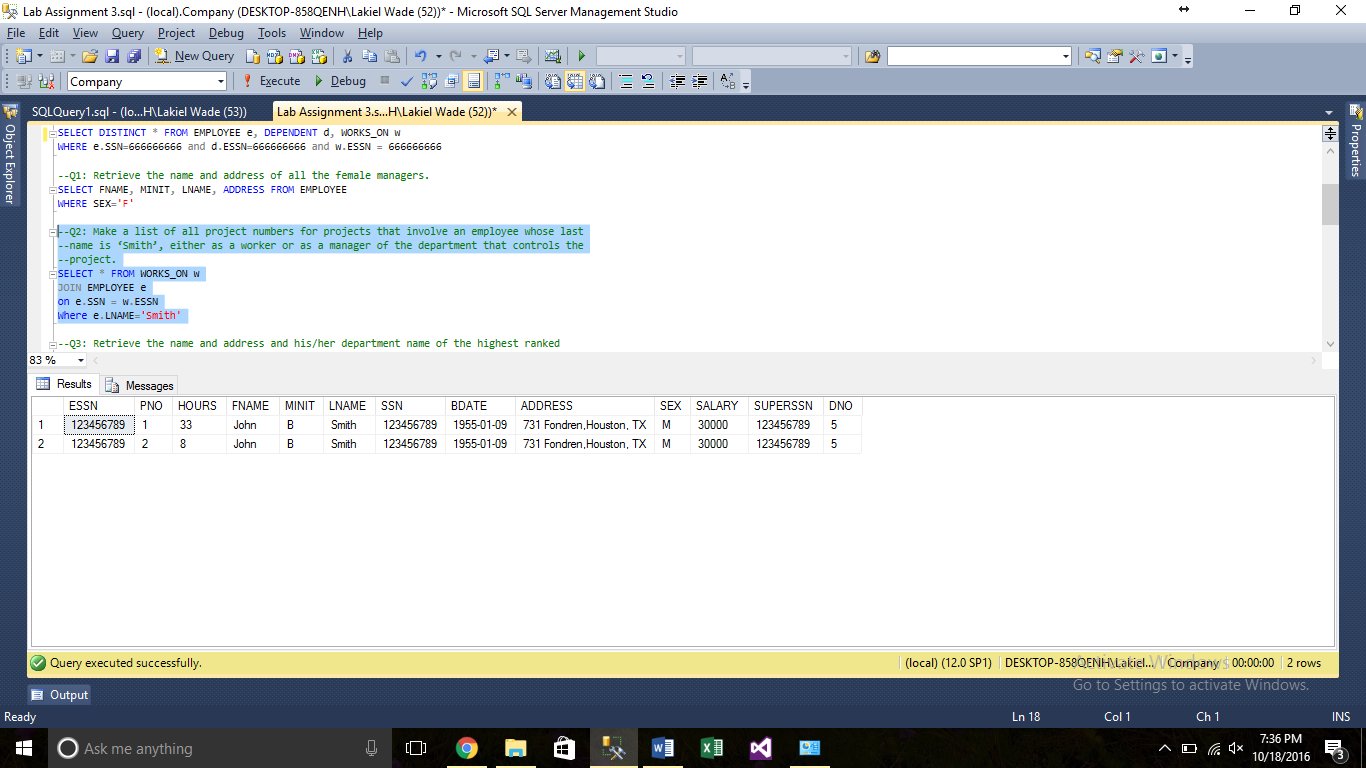 Lab Assignment 3.sql - (local).Company (DESKTOP-858QENH\Lakiel Wade (52))* - Microsoft SQL Server Management Studio
File Edit View Query Project Debug Tools Window Help
New Query
Company Execute Debug
SQLQuery1.sql - (lo...H\Lakiel Wade (53)) Lab Assignment 3.s...H\Lakiel Wade (52))*
Object Explorer
Properties
SELECT DISTINCT * FROM EMPLOYEE e, DEPENDENT d, WORKS_ON w
WHERE e.SSN=666666666 and d.ESSN=666666666 and w.ESSN = 666666666
--Q1: Retrieve the name and address of all the female managers.
SELECT FNAME, MINIT, LNAME, ADDRESS FROM EMPLOYEE
WHERE SEX='F'
--Q2: Make a list of all project numbers for projects that involve an employee whose last
--name is ‘Smith’, either as a worker or as a manager of the department that controls the
--project.
SELECT * FROM WORKS_ON w
JOIN EMPLOYEE e
on e.SSN = w.ESSN
Where e.LNAME='Smith'
--Q3: Retrieve the name and address and his/her department name of the highest ranked
83 %
Results Messages
ESSN PNO HOURS FNAME MINIT LNAME SSN BDATE ADDRESS SEX SALARY SUPERSSN DNO
1 123456789 1 33 John B Smith 123456789 1955-01-09 731 Fondren,Houston, TX M 30000 123456789 5
2 123456789 2 8 John B Smith 123456789 1955-01-09 731 Fondren,Houston, TX M 30000 123456789 5
Query executed successfully. (local) (12.0 SP1) DESKTOP-858QENH\Lakiel... Company 00:00:00 2 rows
Activate Windows
Go to Settings to activate Windows.
Output
Ready Ln 18 Col 1 Ch 1 INS
Ask me anything
7:36 PM
10/18/2016
3